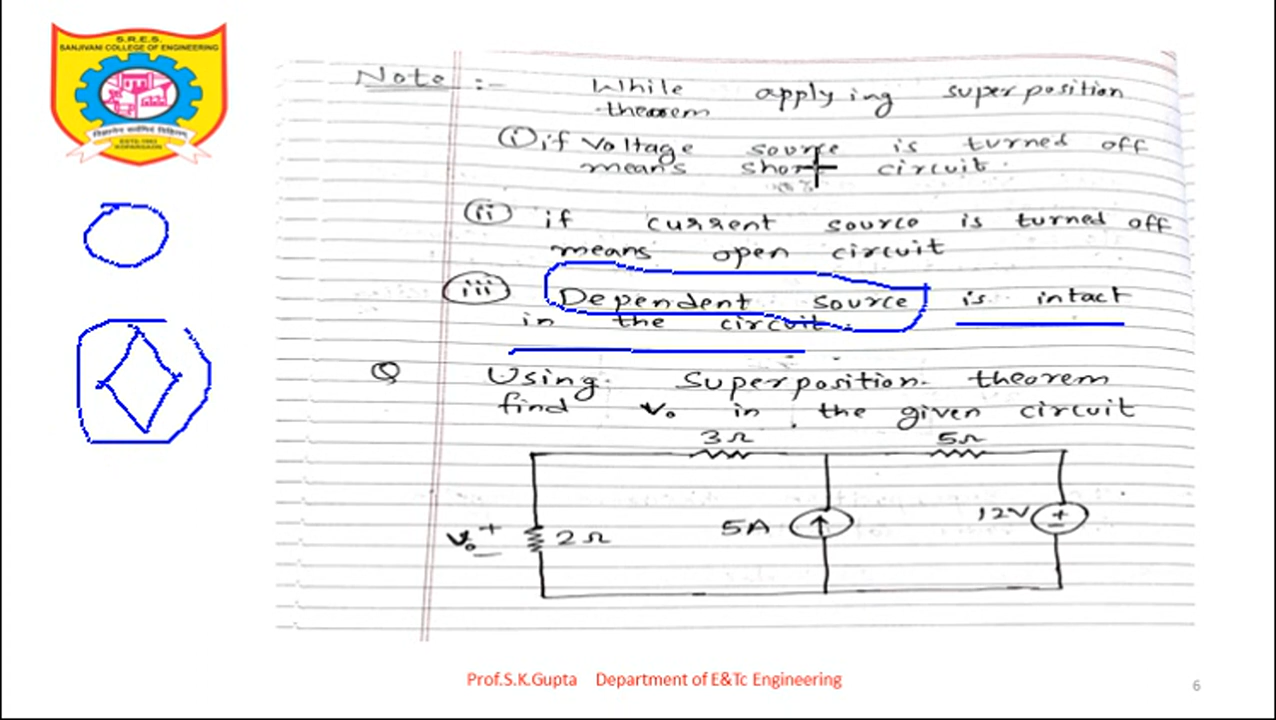 S.R.E.S.
SANJIVANI COLLEGE OF ENGINEERING
ESTD-1983
KOPARGAON
Note :- While applying superposition
theorem
(i) if Voltage source is turned off
means short circuit.
(ii) if current source is turned off
means open circuit
(iii) Dependent source is intact
in the circuit.
Q Using superposition theorem
find V₀ in the given circuit
3Ω 5Ω
V₀ + - 2Ω 5A 12V + -
Prof.S.K.Gupta Department of E&Tc Engineering
6